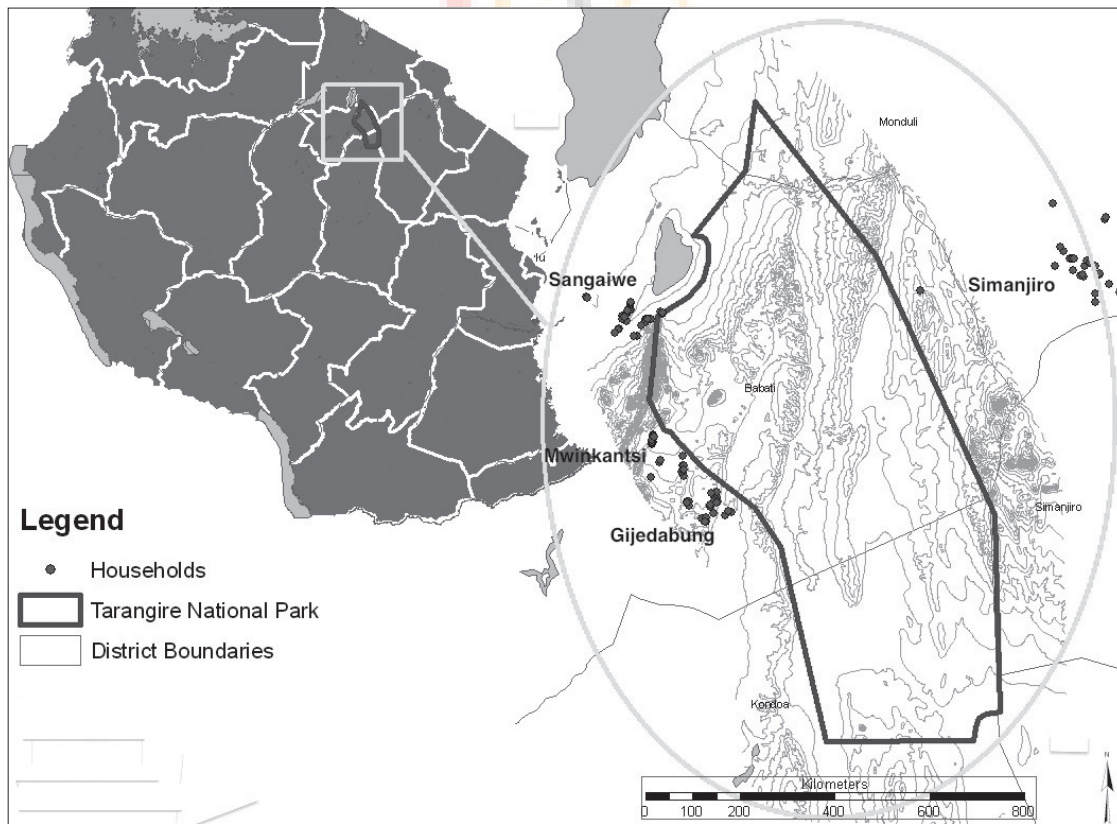 Monduli
Sangaiwe
Simanjiro
Babati
Mwinkantsi
Simanjiro
Gijedabung
Legend
Households
Tarangire National Park
District Boundaries
Kondoa
Kilometers
0 50 100 200 400 600 800
N